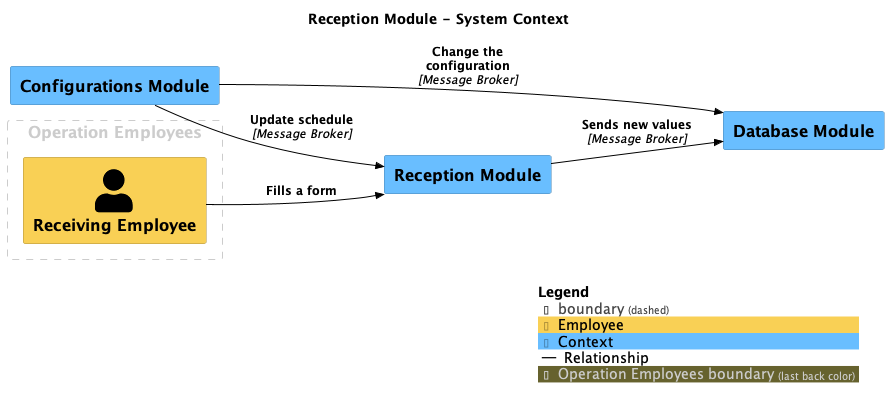 Reception Module - System Context
Change the
configuration
[Message Broker]
Configurations Module
Update schedule
[Message Broker]
Sends new values
[Message Broker]
Database Module
Operation Employees
Reception Module
Fills a form
Receiving Employee
Legend
▯ boundary (dashed)
▯ Employee
▯ Context
— Relationship
▯ Operation Employees boundary (last back color)